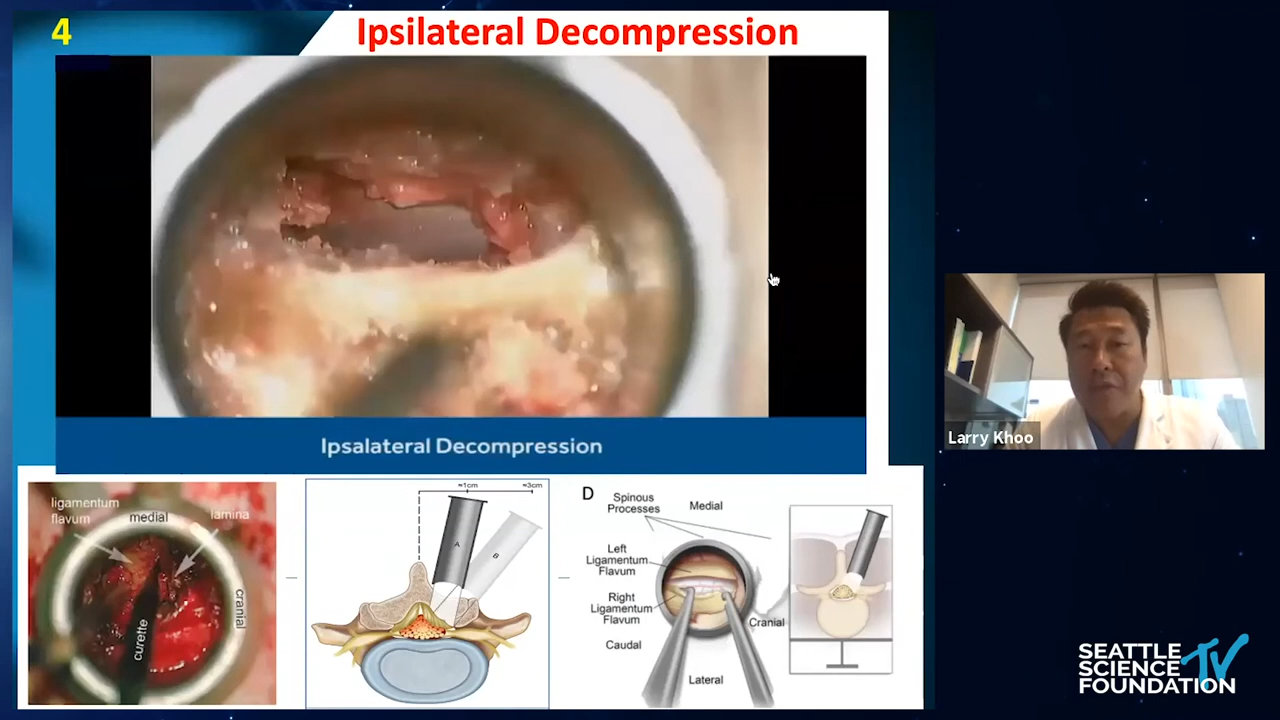 4
Ipsilateral Decompression
Ipsalateral Decompression
ligamentum
flavum
medial
lamina
cranial
curette
≈1cm
≈3cm
A
B
D
Spinous
Processes
Medial
Left
Ligamentum
Flavum
Right
Ligamentum
Flavum
Caudal
Cranial
Lateral
Larry Khoo
SEATTLE
SCIENCE
FOUNDATION
TV